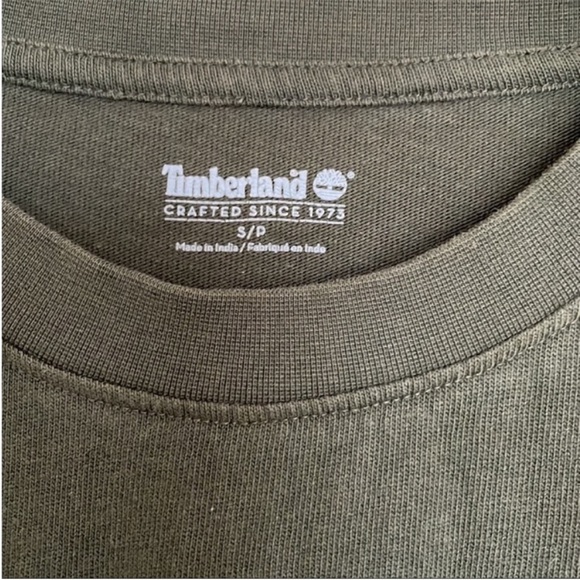 Timberland ®
CRAFTED SINCE 1973
S/P
Made in India / Fabriqué en Inde